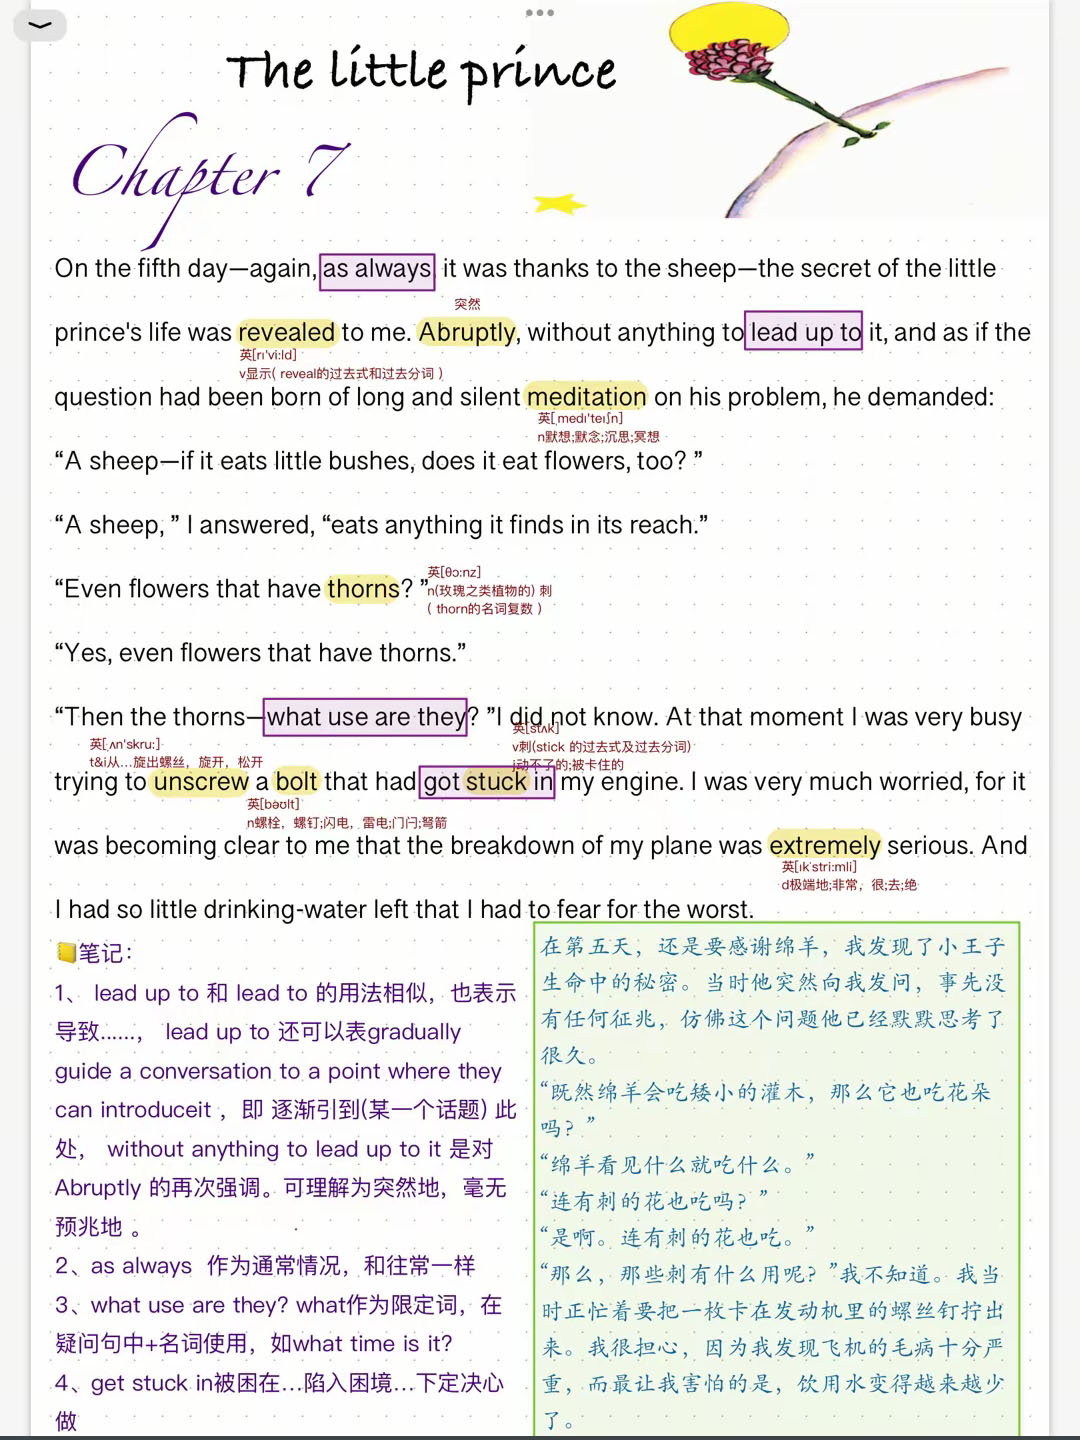 The little prince
Chapter 7
On the fifth day—again, as always, it was thanks to the sheep—the secret of the little
突然
prince's life was revealed to me. Abruptly, without anything to lead up to it, and as if the
英[rɪ'viːld]
v显示( reveal的过去式和过去分词 )
question had been born of long and silent meditation on his problem, he demanded:
英[ˌmedɪ'teɪʃn]
n默想;默念;沉思;冥想
“A sheep—if it eats little bushes, does it eat flowers, too? ”
“A sheep, ” I answered, “eats anything it finds in its reach.”
英[θɔːnz]
“Even flowers that have thorns? ”
n(玫瑰之类植物的) 刺
( thorn的名词复数 )
“Yes, even flowers that have thorns.”
“Then the thorns—what use are they? ”I did not know. At that moment I was very busy
英[stʌk]
v刺(stick 的过去式及过去分词)
j动不了的;被卡住的
英[ˌʌn'skruː]
t&i从...旋出螺丝，旋开，松开
trying to unscrew a bolt that had got stuck in my engine. I was very much worried, for it
英[bəʊlt]
n螺栓，螺钉;闪电，雷电;门闩;弩箭
was becoming clear to me that the breakdown of my plane was extremely serious. And
英[ɪkˈstriːmli]
d极端地;非常，很;去;绝
I had so little drinking-water left that I had to fear for the worst.
笔记：
1、 lead up to 和 lead to 的用法相似，也表示
导致......， lead up to 还可以表gradually
guide a conversation to a point where they
can introduceit ，即 逐渐引到(某一个话题) 此
处， without anything to lead up to it 是对
Abruptly 的再次强调。可理解为突然地，毫无
预兆地 。
2、as always 作为通常情况，和往常一样
3、what use are they? what作为限定词，在
疑问句中+名词使用，如what time is it?
4、get stuck in被困在...陷入困境...下定决心
做
在第五天，还是要感谢绵羊，我发现了小王子
生命中的秘密。当时他突然向我发问，事先没
有任何征兆，仿佛这个问题他已经默默思考了
很久。
“既然绵羊会吃矮小的灌木，那么它也吃花朵
吗？”
“绵羊看见什么就吃什么。”
“连有刺的花也吃吗？”
“是啊。连有刺的花也吃。”
“那么，那些刺有什么用呢？”我不知道。我当
时正忙着要把一枚卡在发动机里的螺丝钉拧出
来。我很担心，因为我发现飞机的毛病十分严
重，而最让我害怕的是，饮用水变得越来越少
了。